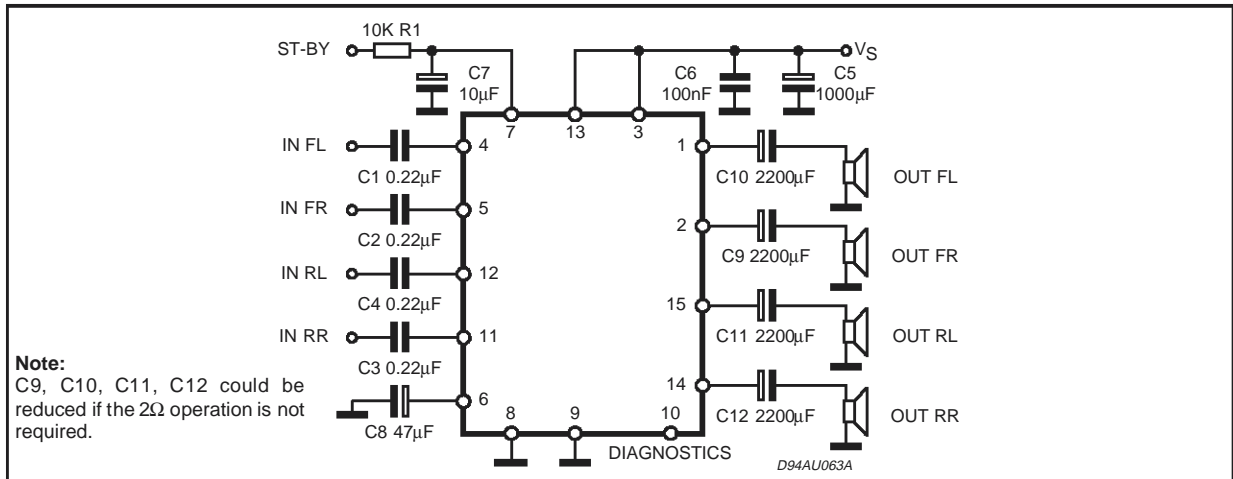 10K R1
ST-BY
C7
10μF
C6
100nF
C5
1000μF
VS
7
13
3
IN FL
C1 0.22μF
4
IN FR
C2 0.22μF
5
IN RL
C4 0.22μF
12
IN RR
C3 0.22μF
11
C8 47μF
6
8
9
10
DIAGNOSTICS
1
C10 2200μF
OUT FL
2
C9 2200μF
OUT FR
15
C11 2200μF
OUT RL
14
C12 2200μF
OUT RR
Note:
C9, C10, C11, C12 could be
reduced if the 2Ω operation is not
required.
D94AU063A